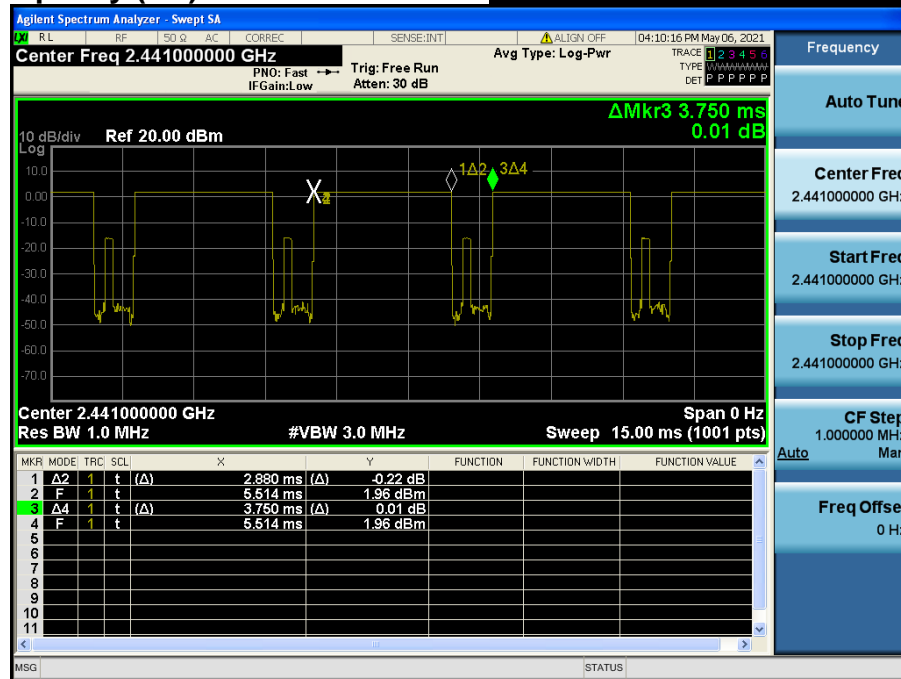 Agilent Spectrum Analyzer - Swept SA
LXI RL RF 50 Ω AC CORREC SENSE:INT ALIGN OFF 04:10:16 PM May 06, 2021
Center Freq 2.441000000 GHz Avg Type: Log-Pwr TRACE 1 2 3 4 5 6
PNO: Fast Trig: Free Run TYPE WWWWWW
IFGain:Low Atten: 30 dB DET P P P P P P
ΔMkr3 3.750 ms
10 dB/div Ref 20.00 dBm 0.01 dB
Log
10.0
0.00
-10.0
-20.0
-30.0
-40.0
-50.0
-60.0
-70.0
1Δ2 3Δ4
X
Center 2.441000000 GHz Span 0 Hz
Res BW 1.0 MHz #VBW 3.0 MHz Sweep 15.00 ms (1001 pts)
MKR MODE TRC SCL X Y FUNCTION FUNCTION WIDTH FUNCTION VALUE
1 Δ2 1 t (Δ) 2.880 ms (Δ) -0.22 dB
2 F 1 t 5.514 ms 1.96 dBm
3 Δ4 1 t (Δ) 3.750 ms (Δ) 0.01 dB
4 F 1 t 5.514 ms 1.96 dBm
5
6
7
8
9
10
11
MSG STATUS
Frequency
Auto Tune
Center Freq
2.441000000 GHz
Start Freq
2.441000000 GHz
Stop Freq
2.441000000 GHz
CF Step
1.000000 MHz
Auto Man
Freq Offset
0 Hz